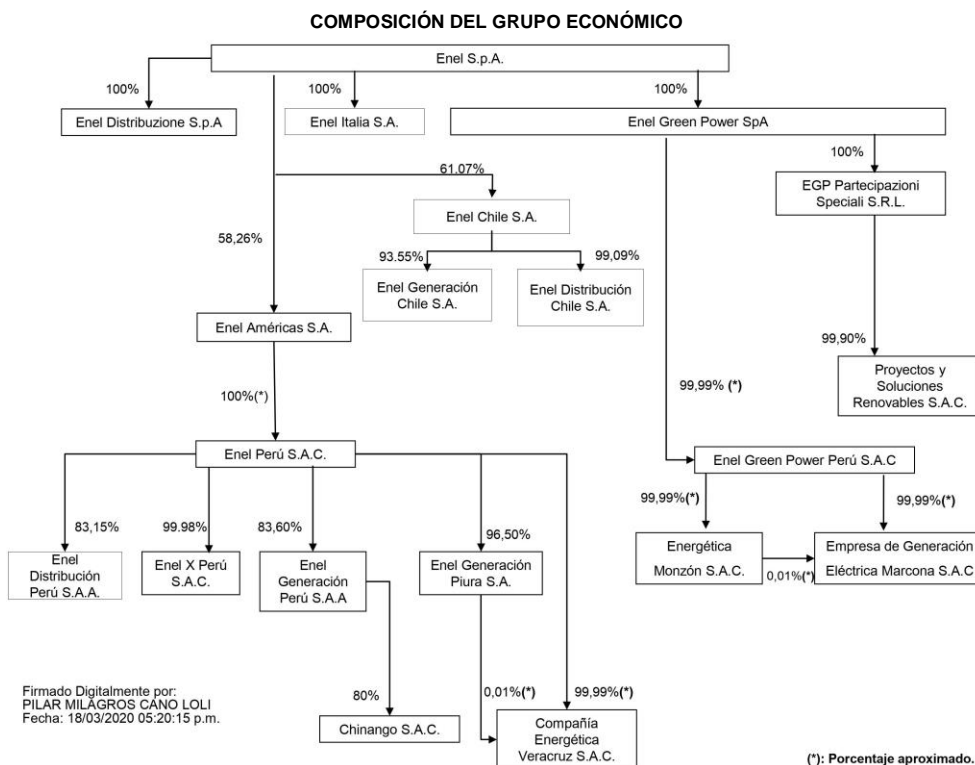 COMPOSICIÓN DEL GRUPO ECONÓMICO
Enel S.p.A.
100%
100%
100%
Enel Distribuzione S.p.A
Enel Italia S.A.
Enel Green Power SpA
61.07%
100%
EGP Partecipazioni
Speciali S.R.L.
Enel Chile S.A.
58,26%
93.55%
99,09%
Enel Generación
Chile S.A.
Enel Distribución
Chile S.A.
Enel Américas S.A.
99,90%
Proyectos y
Soluciones
Renovables S.A.C.
100%(*)
99,99% (*)
Enel Perú S.A.C.
Enel Green Power Perú S.A.C
83,15%
99.98%
83,60%
96,50%
99,99%(*)
99,99%(*)
Enel
Distribución
Perú S.A.A.
Enel X Perú
S.A.C.
Enel
Generación
Perú S.A.A
Enel Generación
Piura S.A.
Energética
Monzón S.A.C.
0,01%(*)
Empresa de Generación
Eléctrica Marcona S.A.C
Firmado Digitalmente por:
PILAR MILAGROS CANO LOLI
Fecha: 18/03/2020 05:20:15 p.m.
80%
0,01%(*)
99,99%(*)
Chinango S.A.C.
Compañía
Energética
Veracruz S.A.C.
(*): Porcentaje aproximado.